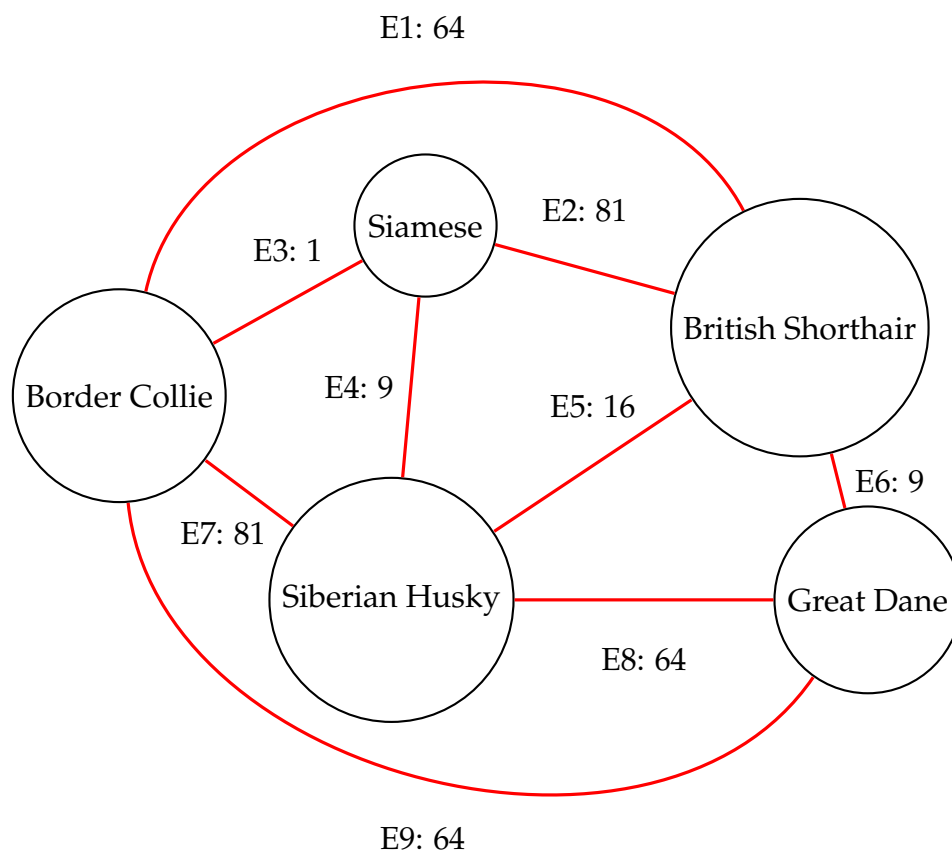 E1: 64
E2: 81
Siamese
E3: 1
British Shorthair
E4: 9
Border Collie
E5: 16
E6: 9
E7: 81
Siberian Husky
Great Dane
E8: 64
E9: 64